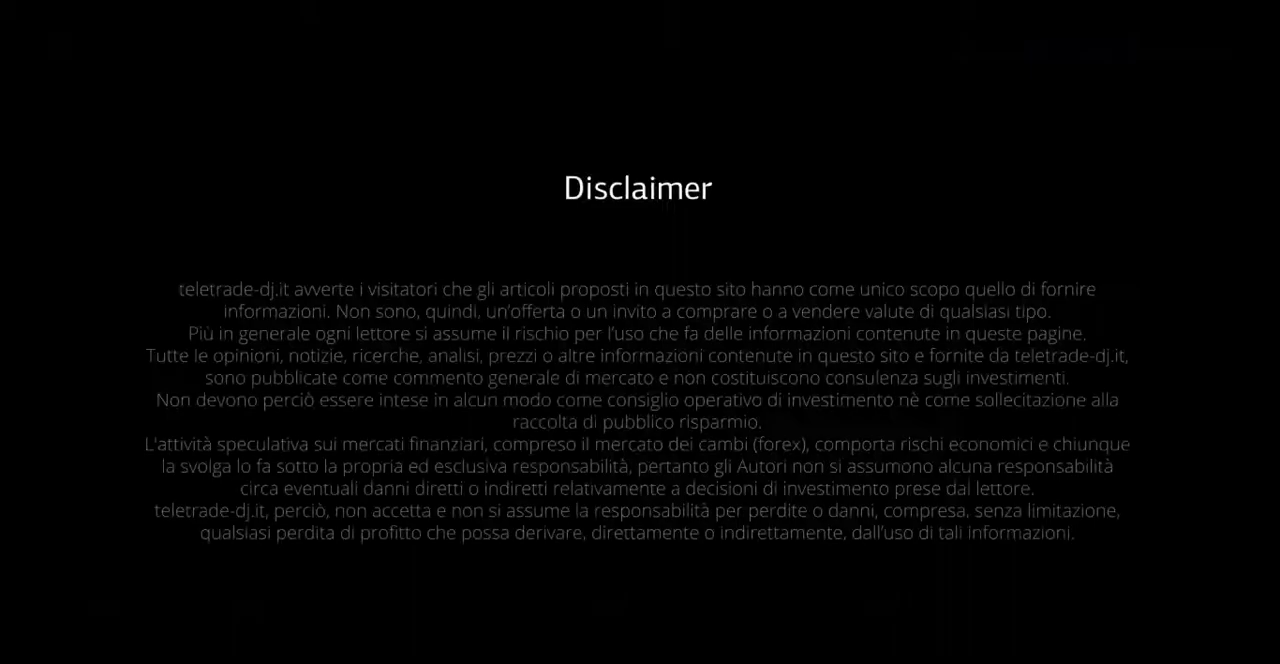 Disclaimer
teletrade-dj.it avverte i visitatori che gli articoli proposti in questo sito hanno come unico scopo quello di fornire
informazioni. Non sono, quindi, un'offerta o un invito a comprare o a vendere valute di qualsiasi tipo.
Più in generale ogni lettore si assume il rischio per l'uso che fa delle informazioni contenute in queste pagine.
Tutte le opinioni, notizie, ricerche, analisi, prezzi o altre informazioni contenute in questo sito e fornite da teletrade-dj.it,
sono pubblicate come commento generale di mercato e non costituiscono consulenza sugli investimenti.
Non devono perciò essere intese in alcun modo come consiglio operativo di investimento nè come sollecitazione alla
raccolta di pubblico risparmio.
L'attività speculativa sui mercati finanziari, compreso il mercato dei cambi (forex), comporta rischi economici e chiunque
la svolga lo fa sotto la propria ed esclusiva responsabilità, pertanto gli Autori non si assumono alcuna responsabilità
circa eventuali danni diretti o indiretti relativamente a decisioni di investimento prese dal lettore.
teletrade-dj.it, perciò, non accetta e non si assume la responsabilità per perdite o danni, compresa, senza limitazione,
qualsiasi perdita di profitto che possa derivare, direttamente o indirettamente, dall'uso di tali informazioni.